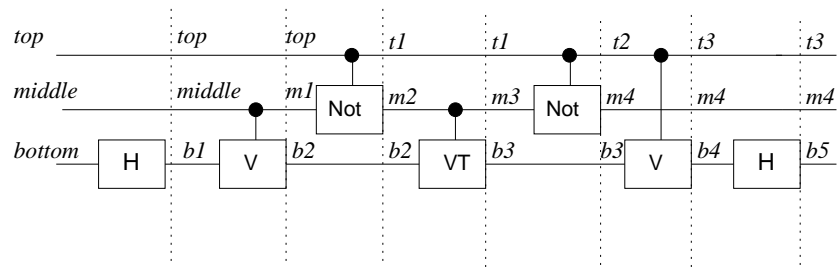 top top top t1 t1 t2 t3 t3
middle middle m1 Not m2 m3 Not m4 m4 m4
bottom H b1 V b2 b2 VT b3 b3 V b4 H b5